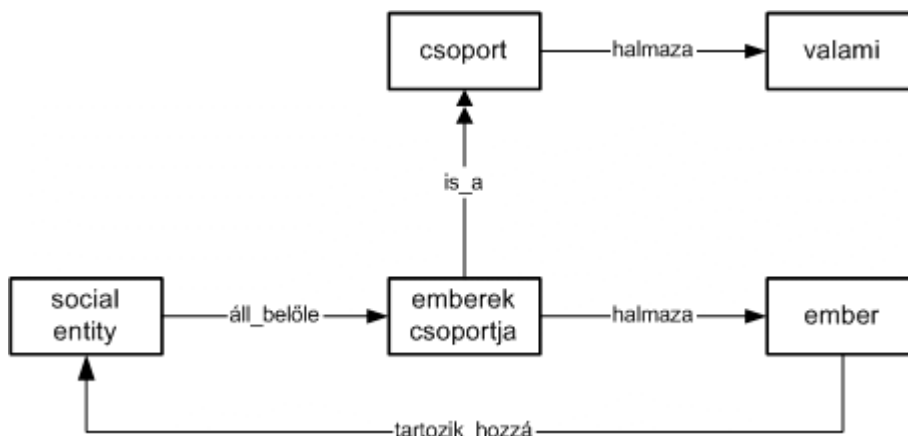 csoport
halmaza
valami
is_a
social
entity
áll_belőle
emberek
csoportja
halmaza
ember
tartozik_hozzá